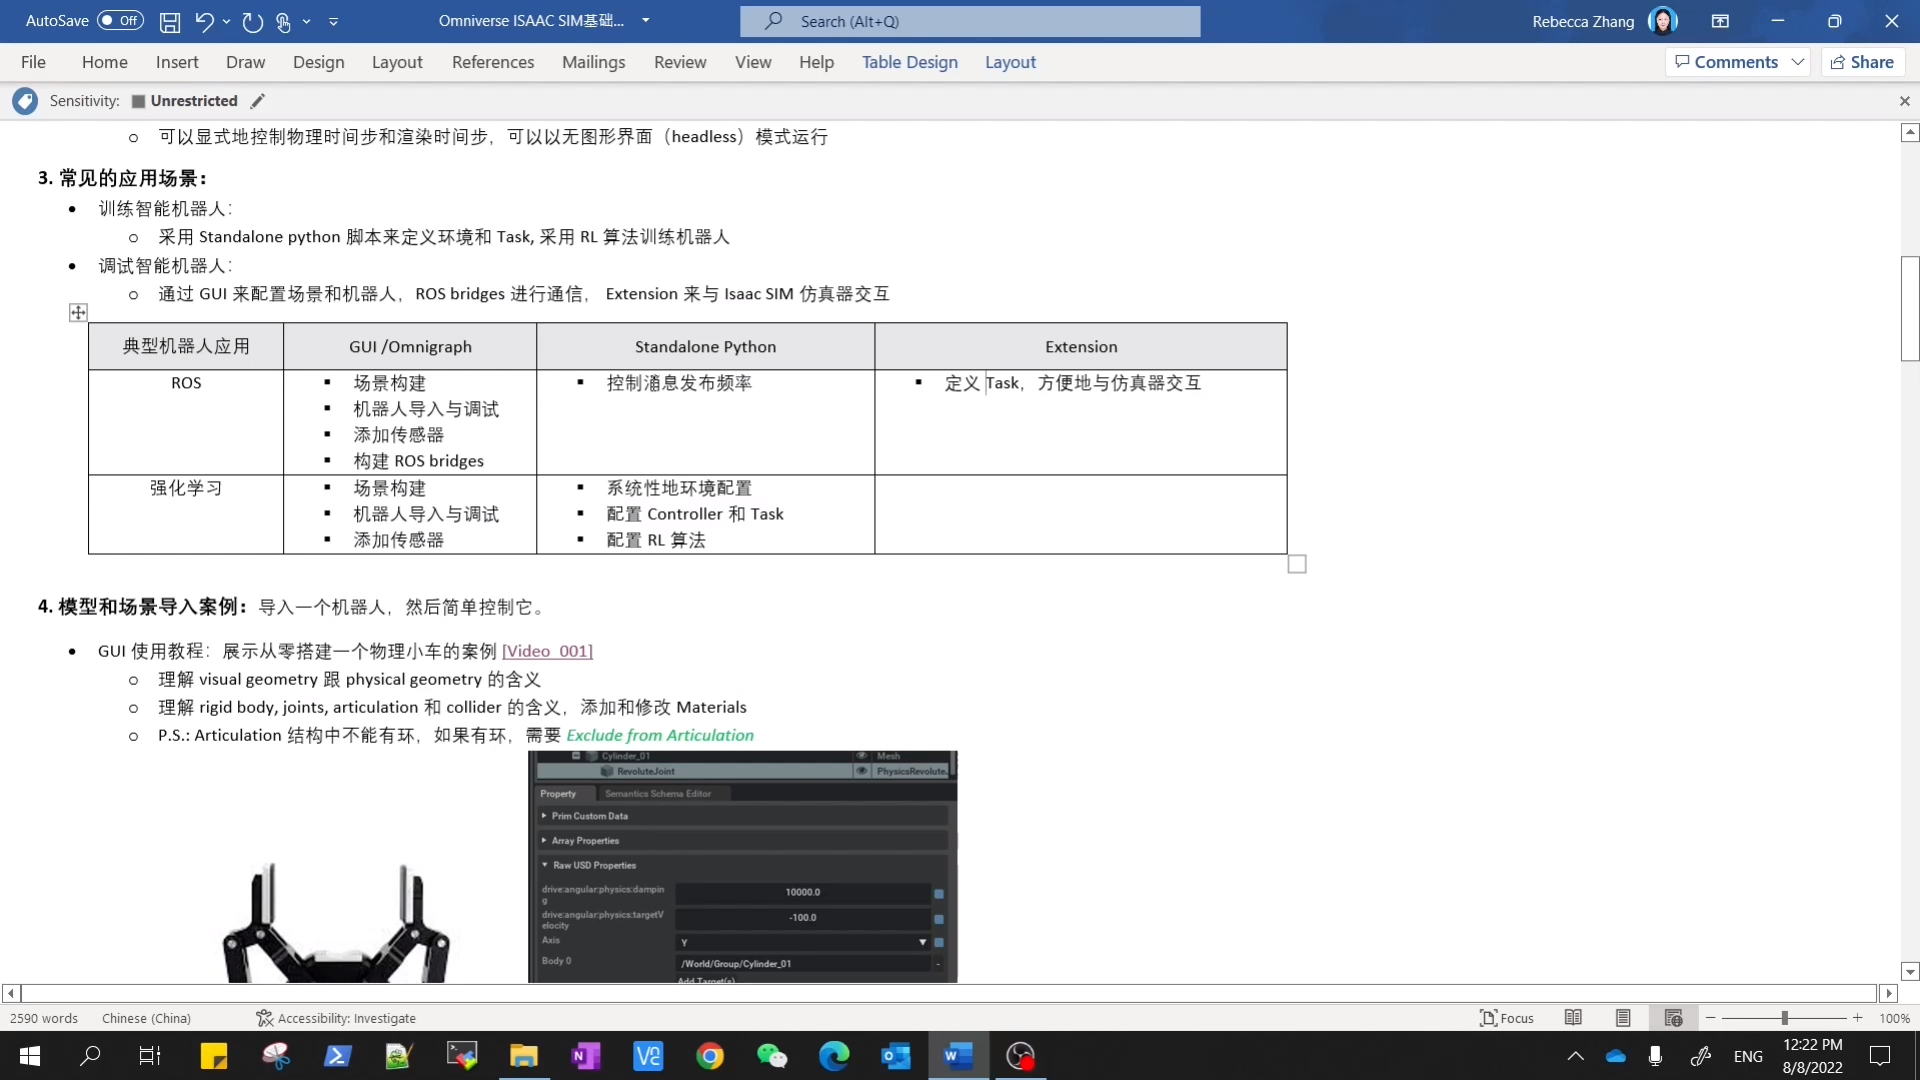 AutoSave Off
Omniverse ISAAC SIM基础...
Search (Alt+Q)
Rebecca Zhang
File Home Insert Draw Design Layout References Mailings Review View Help Table Design Layout
Comments Share
Sensitivity: Unrestricted
可以显式地控制物理时间步和渲染时间步，可以以无图形界面（headless）模式运行
3. 常见的应用场景：
训练智能机器人：
采用 Standalone python 脚本来定义环境和 Task, 采用 RL 算法训练机器人
调试智能机器人：
通过 GUI 来配置场景和机器人，ROS bridges 进行通信， Extension 来与 Isaac SIM 仿真器交互
典型机器人应用 GUI /Omnigraph Standalone Python Extension
ROS
场景构建
机器人导入与调试
添加传感器
构建 ROS bridges
控制消息发布频率
定义 Task，方便地与仿真器交互
强化学习
场景构建
机器人导入与调试
添加传感器
系统性地环境配置
配置 Controller 和 Task
配置 RL 算法
4. 模型和场景导入案例：导入一个机器人，然后简单控制它。
GUI 使用教程：展示从零搭建一个物理小车的案例 [Video_001]
理解 visual geometry 跟 physical geometry 的含义
理解 rigid body, joints, articulation 和 collider 的含义，添加和修改 Materials
P.S.: Articulation 结构中不能有环，如果有环，需要 Exclude from Articulation
Cylinder_01 Mesh
RevoluteJoint PhysicsRevolute.
Property Semantics Schema Editor
Prim Custom Data
Array Properties
Raw USD Properties
drive:angular:physics:dampin
g
10000.0
drive:angular:physics:targetV
elocity
-100.0
Axis Y
Body 0 /World/Group/Cylinder_01 -
Add Target(s)
2590 words Chinese (China) Accessibility: Investigate
Focus
100%
ENG
12:22 PM
8/8/2022